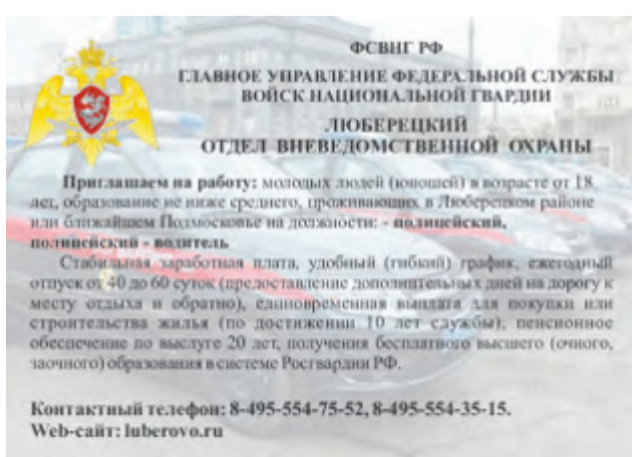 ФСВНГ РФ
ГЛАВНОЕ УПРАВЛЕНИЕ ФЕДЕРАЛЬНОЙ СЛУЖБЫ
ВОЙСК НАЦИОНАЛЬНОЙ ГВАРДИИ
ЛЮБЕРЕЦКИЙ
ОТДЕЛ ВНЕВЕДОМСТВЕННОЙ ОХРАНЫ
Приглашаем на работу: молодых людей (юношей) в возрасте от 18
лет, образование не ниже среднего, проживающих в Люберецком районе
или ближайшем Подмосковье на должности: - полицейский,
полицейский - водитель
Стабильная заработная плата, удобный (гибкий) график, ежегодный
отпуск от 40 до 60 суток (предоставление дополнительных дней на дорогу к
месту отдыха и обратно), единовременная выплата для покупки или
строительства жилья (по достижении 10 лет службы), пенсионное
обеспечение по выслуге 20 лет, получения бесплатного высшего (очного,
заочного) образования в системе Росгвардии РФ.
Контактный телефон: 8-495-554-75-52, 8-495-554-35-15.
Web-сайт: luberovo.ru